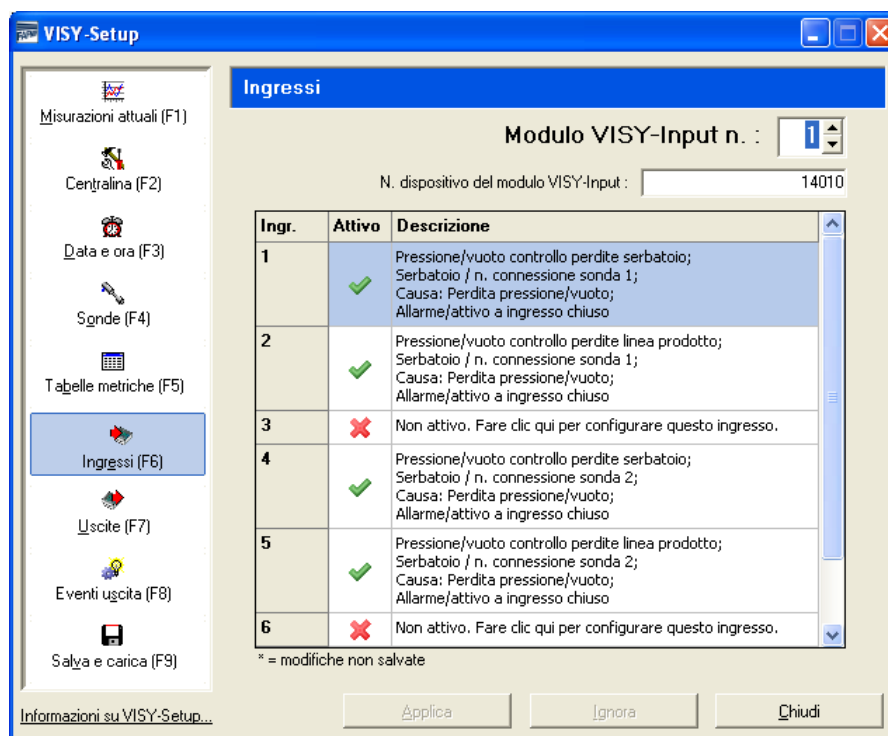 VISY-Setup
Misurazioni attuali (F1)
Centralina (F2)
Data e ora (F3)
Sonde (F4)
Tabelle metriche (F5)
Ingressi (F6)
Uscite (F7)
Eventi uscita (F8)
Salva e carica (F9)
Informazioni su VISY-Setup...
Ingressi
Modulo VISY-Input n. : 1
N. dispositivo del modulo VISY-Input : 14010
Ingr. Attivo Descrizione
1
Pressione/vuoto controllo perdite serbatoio;
Serbatoio / n. connessione sonda 1;
Causa: Perdita pressione/vuoto;
Allarme/attivo a ingresso chiuso
2
Pressione/vuoto controllo perdite linea prodotto;
Serbatoio / n. connessione sonda 1;
Causa: Perdita pressione/vuoto;
Allarme/attivo a ingresso chiuso
3 Non attivo. Fare clic qui per configurare questo ingresso.
4
Pressione/vuoto controllo perdite serbatoio;
Serbatoio / n. connessione sonda 2;
Causa: Perdita pressione/vuoto;
Allarme/attivo a ingresso chiuso
5
Pressione/vuoto controllo perdite linea prodotto;
Serbatoio / n. connessione sonda 2;
Causa: Perdita pressione/vuoto;
Allarme/attivo a ingresso chiuso
6 Non attivo. Fare clic qui per configurare questo ingresso.
* = modifiche non salvate
Applica Ignora Chiudi